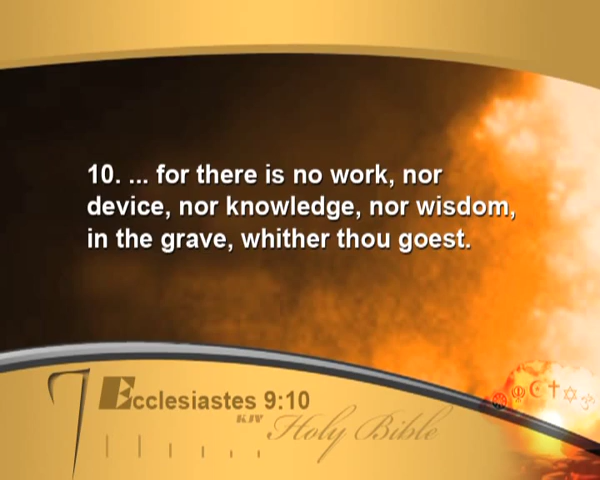 10. ... for there is no work, nor
device, nor knowledge, nor wisdom,
in the grave, whither thou goest.
Ecclesiastes 9:10
KJV
Holy Bible